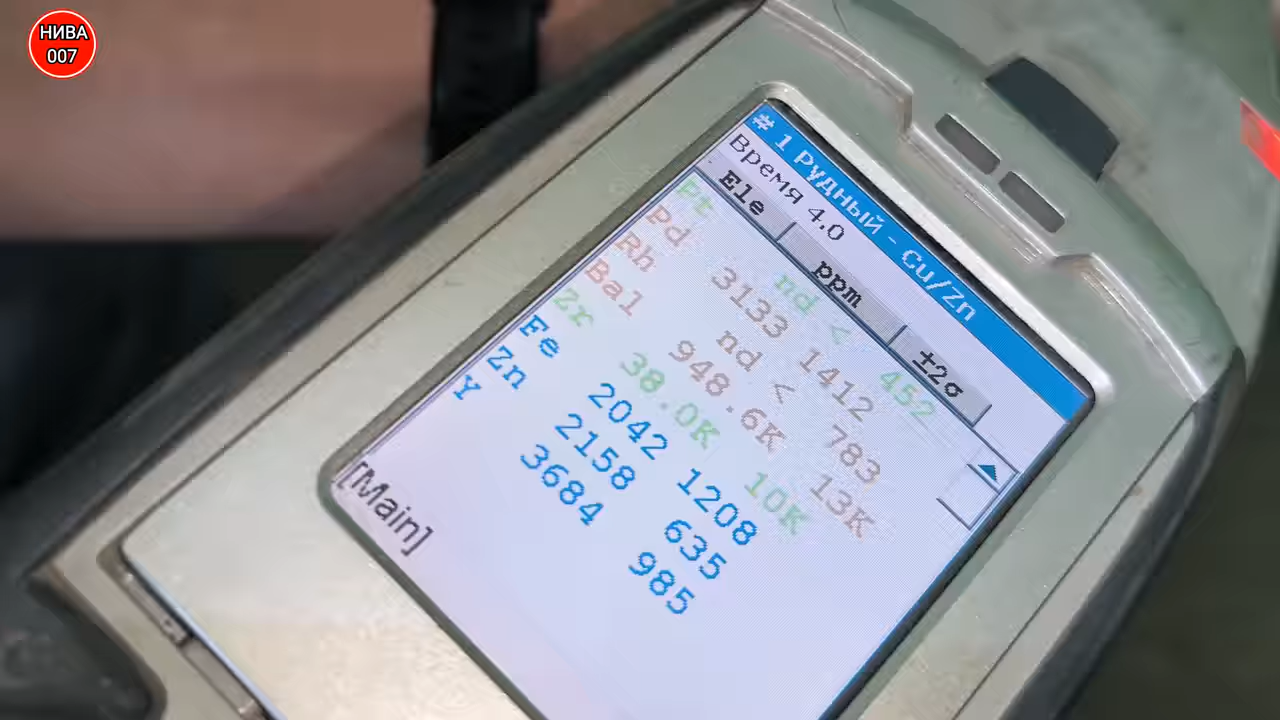 НИВА
007
# 1 Рудный - Cu/Zn
Время 4.0
Ele ppm ±2σ
Pt nd < 452
Pd 3133 1412
Rh nd < 783
Bal 948.6K 13K
Zr 38.0K 10K
Fe 2042 1208
Zn 2158 635
Y 3684 985
[Main]